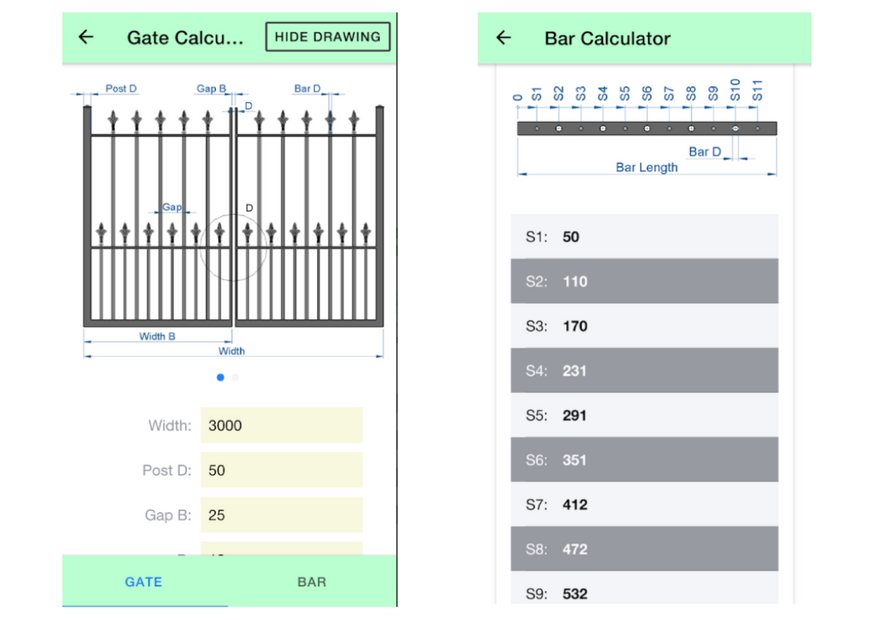 Gate Calcu...
HIDE DRAWING
Post D
Gap B
Bar D
D
Gap
D
Width B
Width
Width: 3000
Post D: 50
Gap B: 25
GATE
BAR
Bar Calculator
0
S1
S2
S3
S4
S5
S6
S7
S8
S9
S10
S11
Bar D
Bar Length
S1: 50
S2: 110
S3: 170
S4: 231
S5: 291
S6: 351
S7: 412
S8: 472
S9: 532